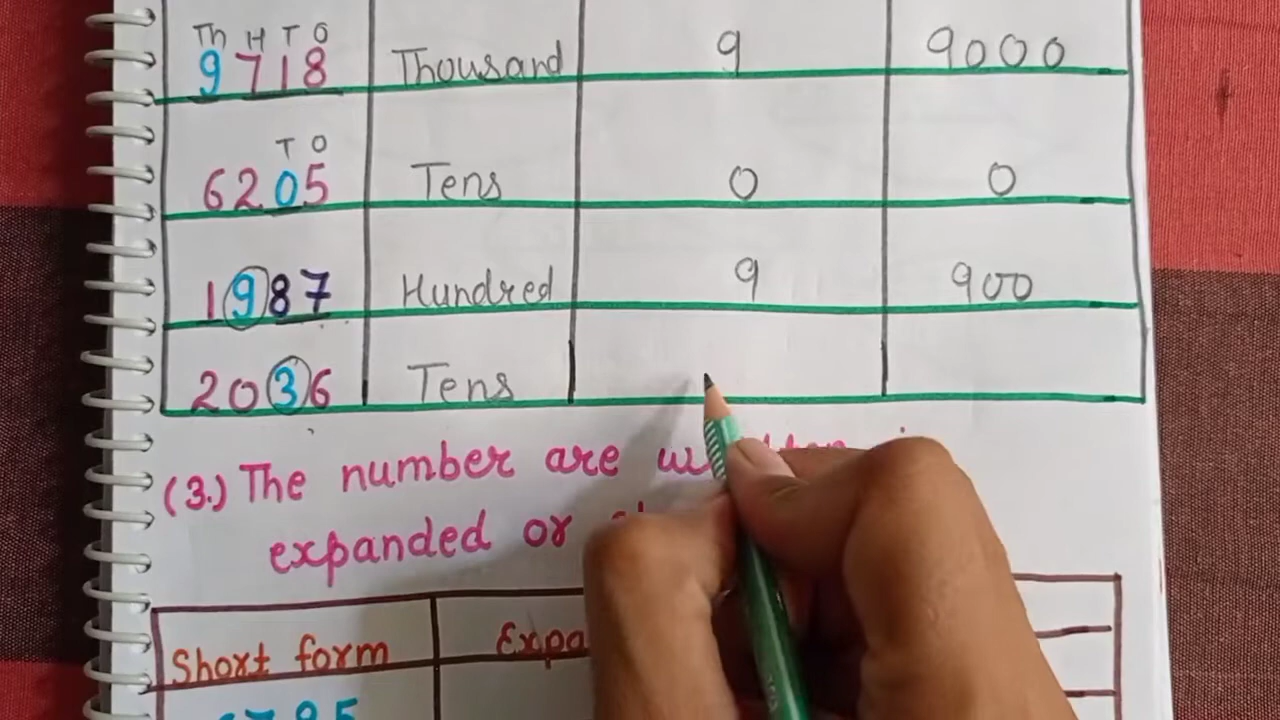 Th H T O
9718 Thousand 9 9000
T O
6205 Tens 0 0
1987 Hundred 9 900
2036 Tens
(3.) The number are
expanded or
Short form